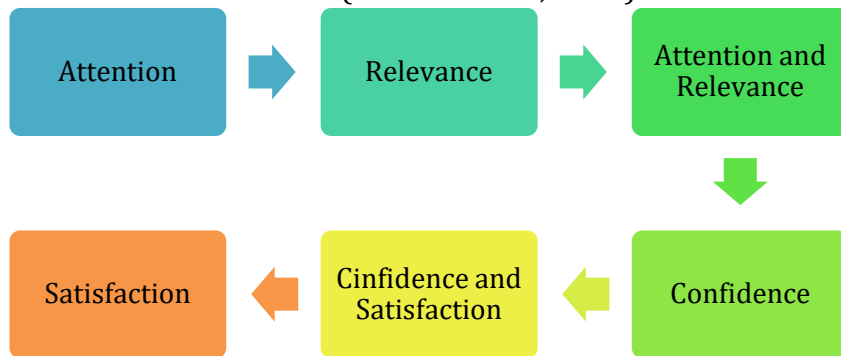 Attention
Relevance
Attention and
Relevance
Confidence
Cinfidence and
Satisfaction
Satisfaction